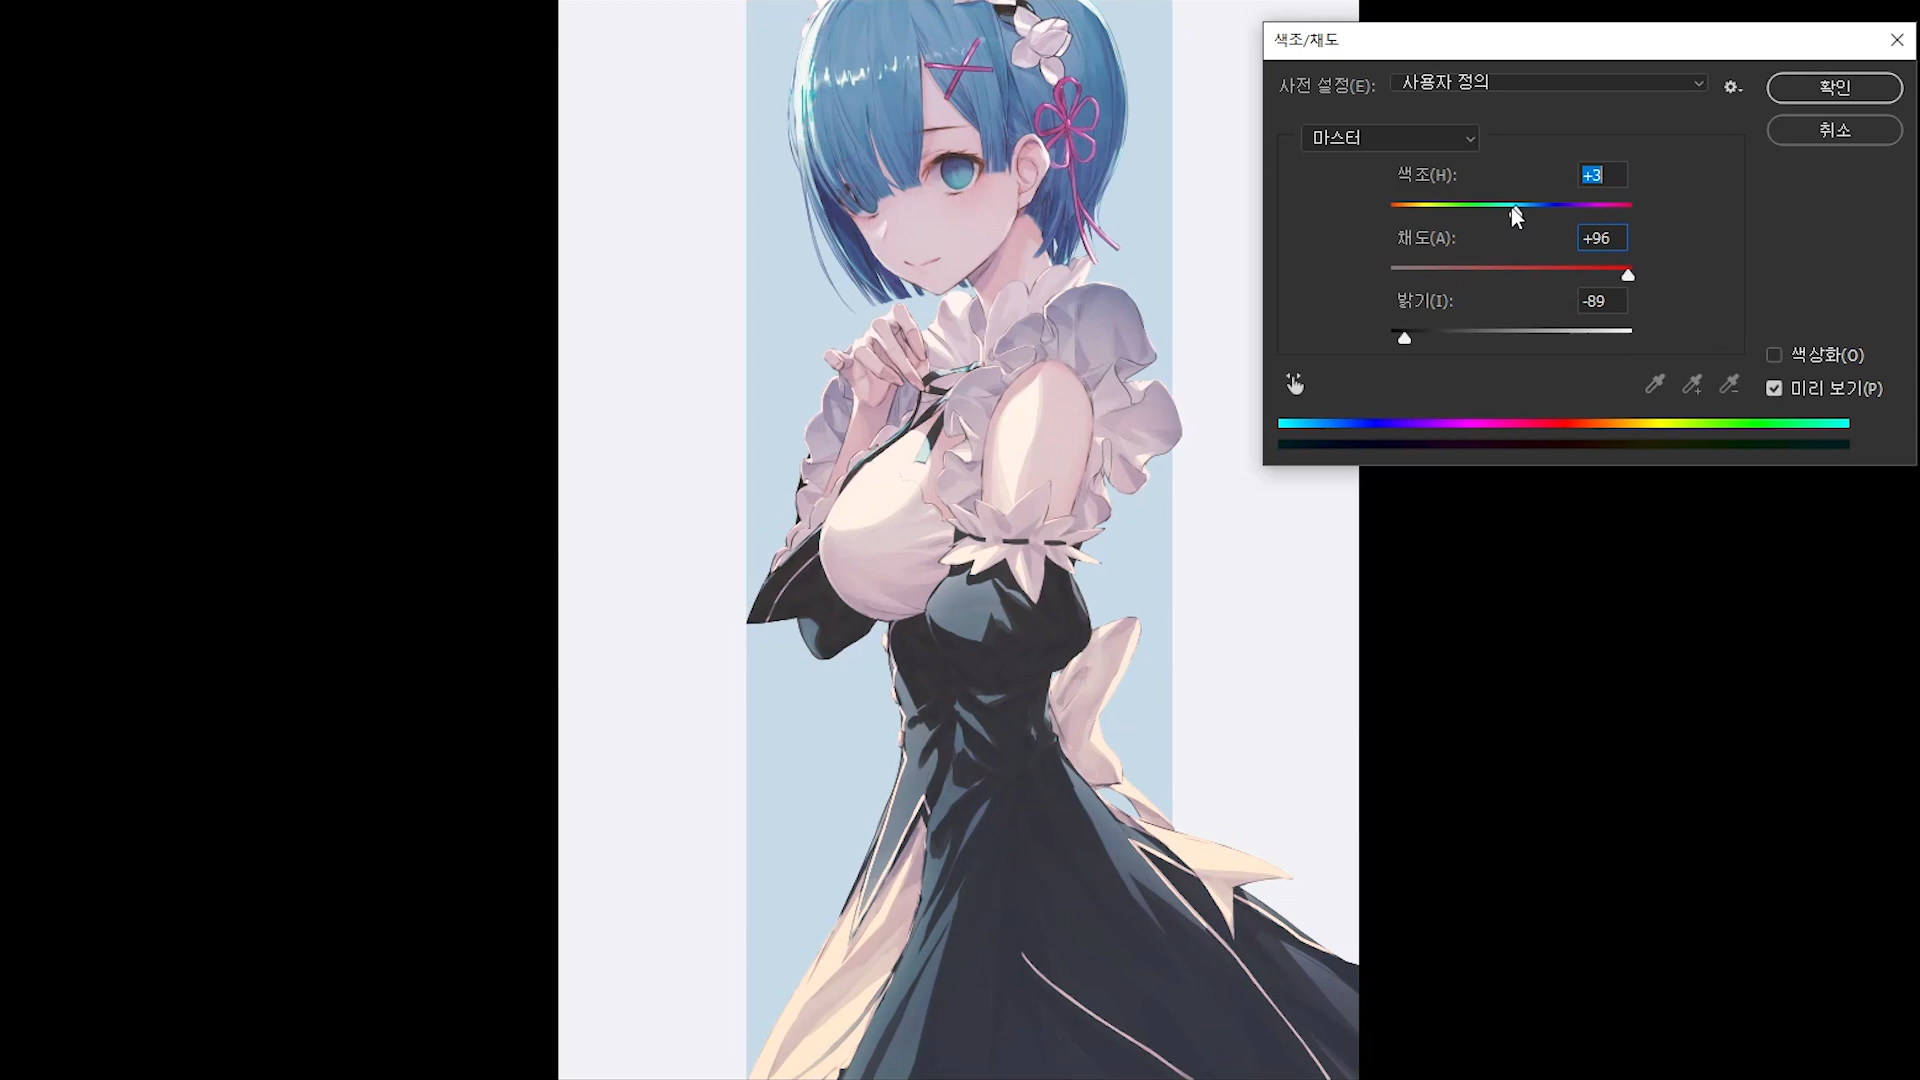 색조/채도
사전 설정(E): 사용자 정의
확인
취소
마스터
색조(H): +3
채도(A): +96
밝기(I): -89
색상화(O)
미리 보기(P)